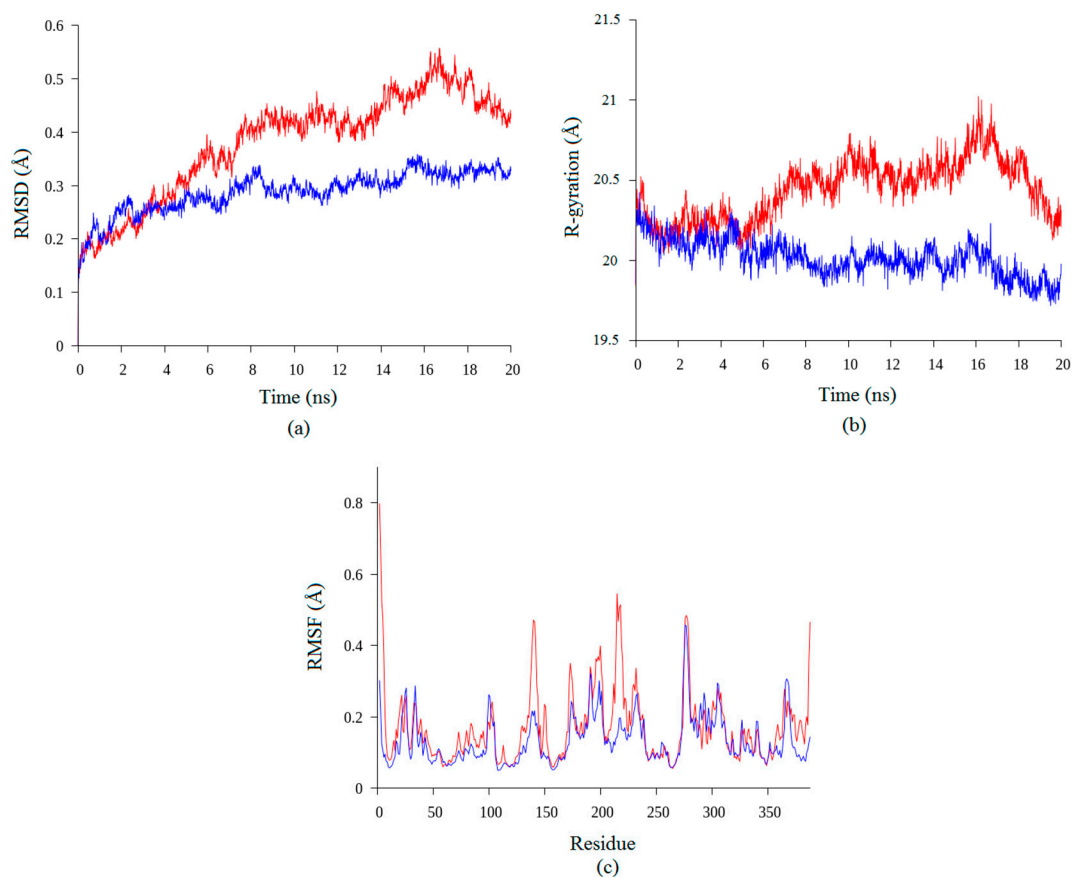 RMSD (Å)
0.6
0.5
0.4
0.3
0.2
0.1
0
0 2 4 6 8 10 12 14 16 18 20
Time (ns)
(a)
R-gyration (Å)
21.5
21
20.5
20
19.5
0 2 4 6 8 10 12 14 16 18 20
Time (ns)
(b)
RMSF (Å)
0.8
0.6
0.4
0.2
0
0 50 100 150 200 250 300 350
Residue
(c)